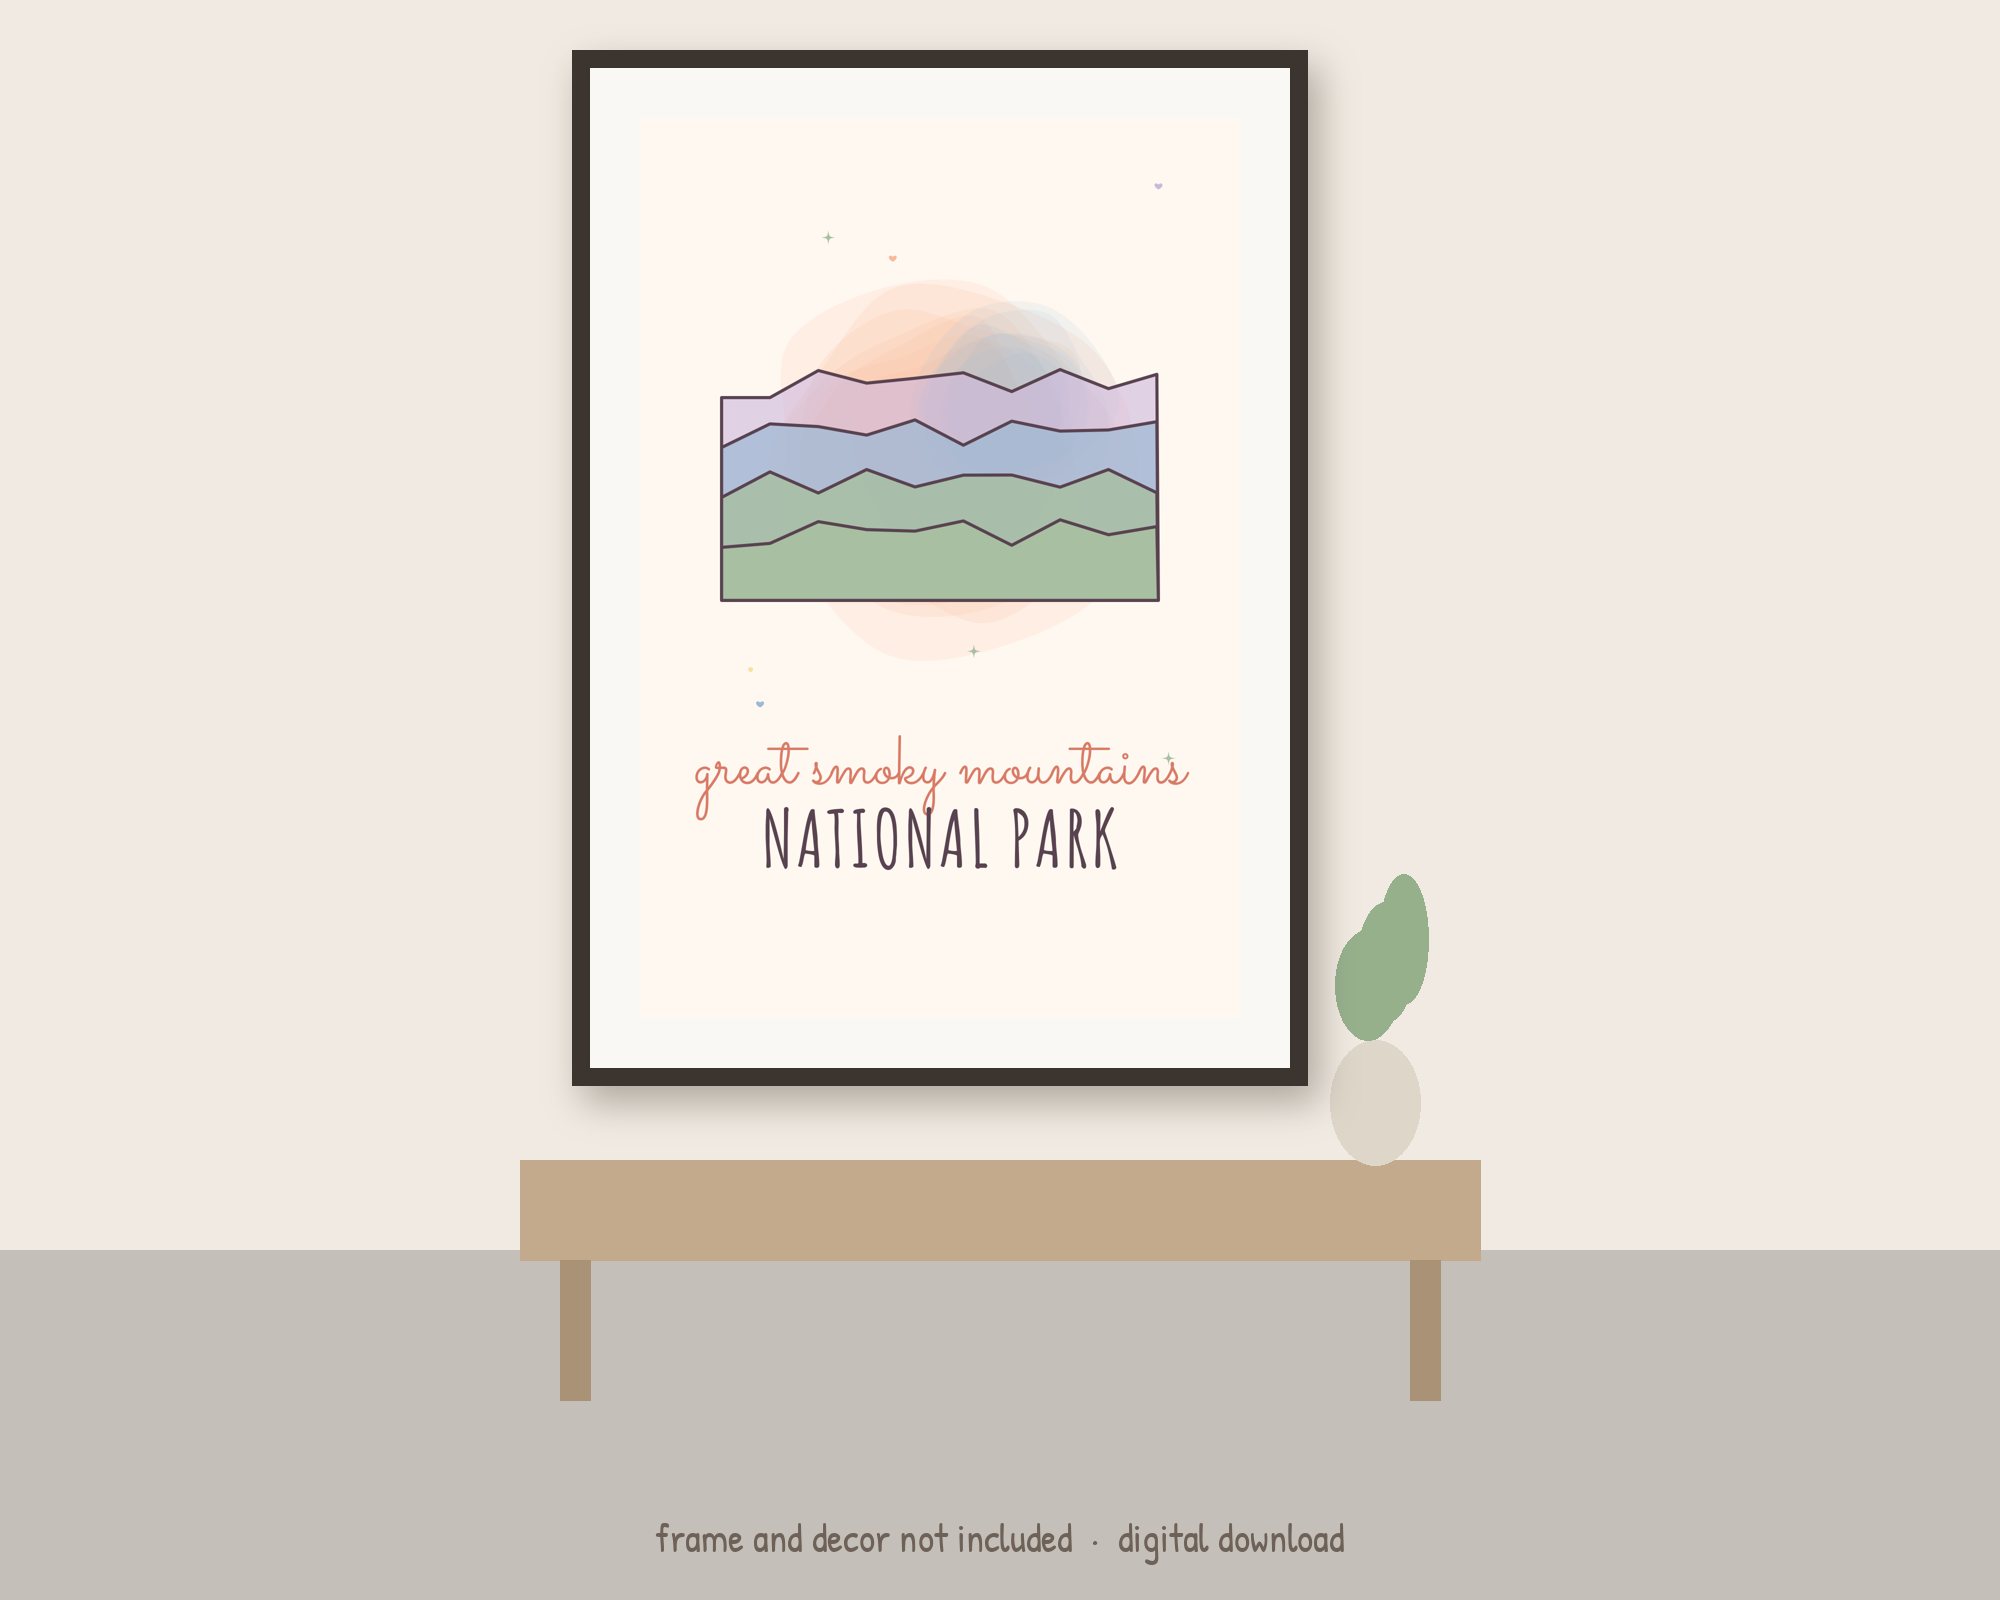 great smoky mountains
NATIONAL PARK
frame and decor not included · digital download